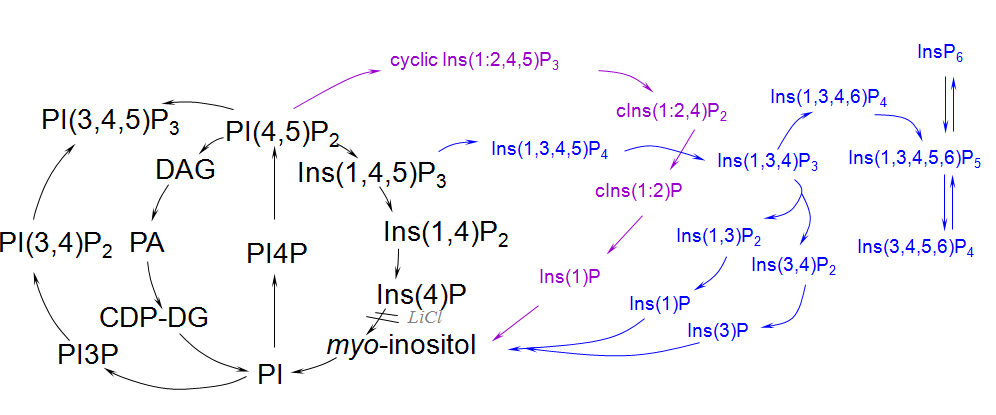 InsP₆
cyclic Ins(1:2,4,5)P₃
Ins(1,3,4,6)P₄
cIns(1:2,4)P₂
PI(3,4,5)P₃
PI(4,5)P₂
Ins(1,3,4,5)P₄
Ins(1,3,4)P₃
Ins(1,3,4,5,6)P₅
DAG
Ins(1,4,5)P₃
cIns(1:2)P
PI(3,4)P₂
PA
PI4P
Ins(1,4)P₂
Ins(1,3)P₂
Ins(3,4,5,6)P₄
Ins(3,4)P₂
Ins(1)P
Ins(4)P
Ins(1)P
CDP-DG
LiCl
Ins(3)P
PI3P
myo-inositol
PI